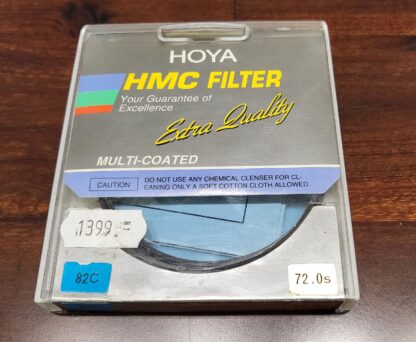 HOYA
HMC FILTER
Your Guarantee of
Excellence
Extra Quality
MULTI-COATED
CAUTION DO NOT USE ANY CHEMICAL CLENSER FOR CL-
EANING ONLY A SOFT COTTON CLOTH ALLOWED.
1399,-
82C
72.0s